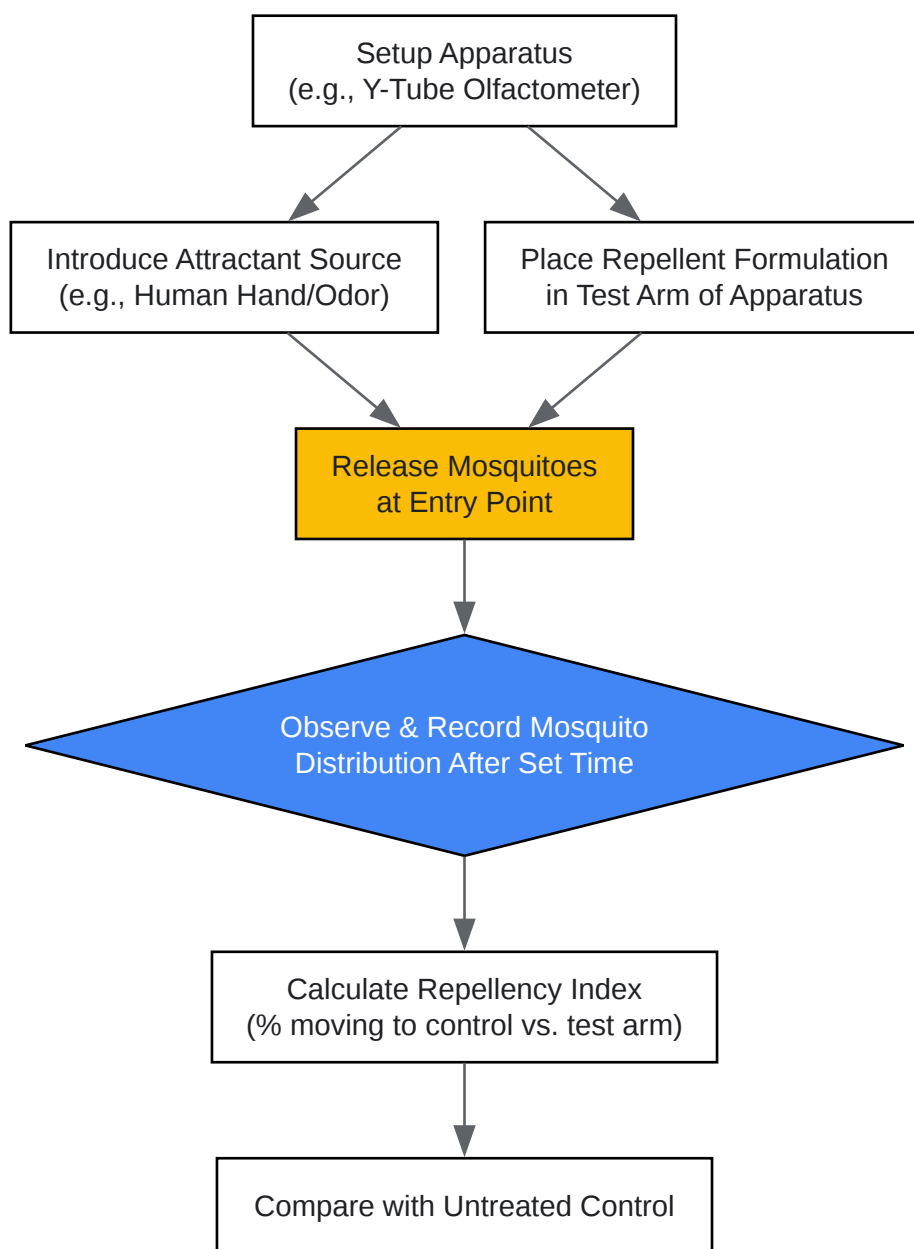 Setup Apparatus
(e.g., Y-Tube Olfactometer)
Introduce Attractant Source
(e.g., Human Hand/Odor)
Place Repellent Formulation
in Test Arm of Apparatus
Release Mosquitoes
at Entry Point
Observe & Record Mosquito
Distribution After Set Time
Calculate Repellency Index
(% moving to control vs. test arm)
Compare with Untreated Control